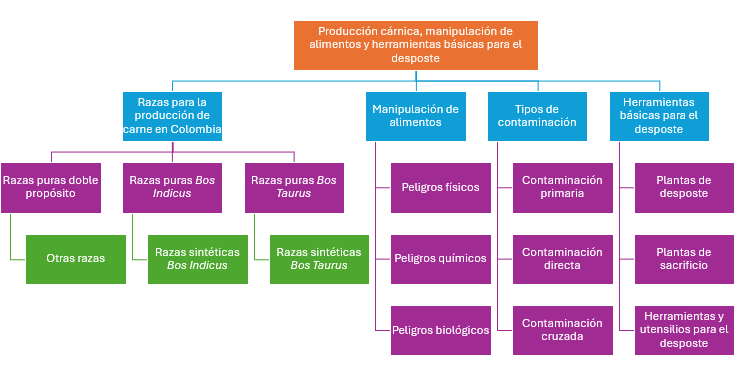 Producción cárnica, manipulación de
alimentos y herramientas básicas para el
desposte
Razas para la
producción de
carne en Colombia
Manipulación de
alimentos
Tipos de
contaminación
Herramientas
básicas para el
desposte
Razas puras doble
propósito
Razas puras Bos
Indicus
Razas puras Bos
Taurus
Peligros físicos
Contaminación
primaria
Plantas de
desposte
Otras razas
Razas sintéticas
Bos Indicus
Razas sintéticas
Bos Taurus
Peligros químicos
Contaminación
directa
Plantas de
sacrificio
Peligros biológicos
Contaminación
cruzada
Herramientas y
utensilios para el
desposte